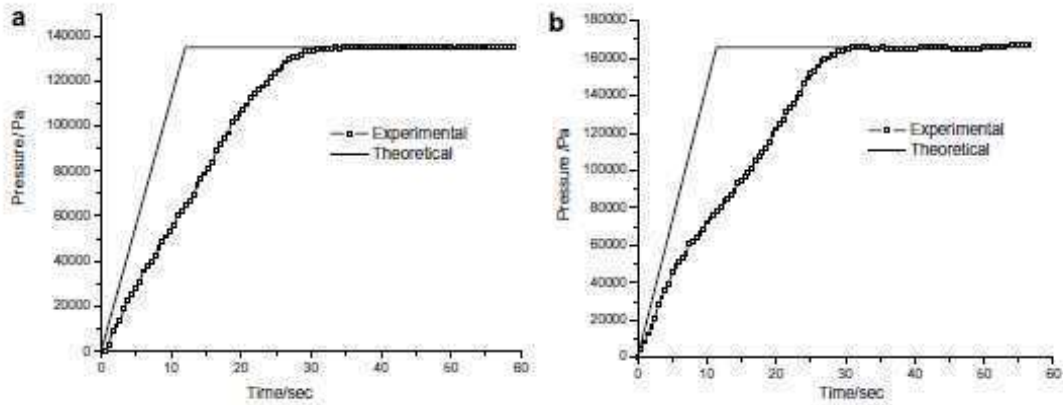 a
140000
120000
100000
80000
60000
40000
20000
0
Pressure/Pa
Experimental
Theoretical
0 10 20 30 40 50 60
Time/sec
b
180000
160000
140000
120000
100000
80000
60000
40000
20000
0
Pressure /Pa
Experimental
Theoretical
0 10 20 30 40 50 60
Time/sec